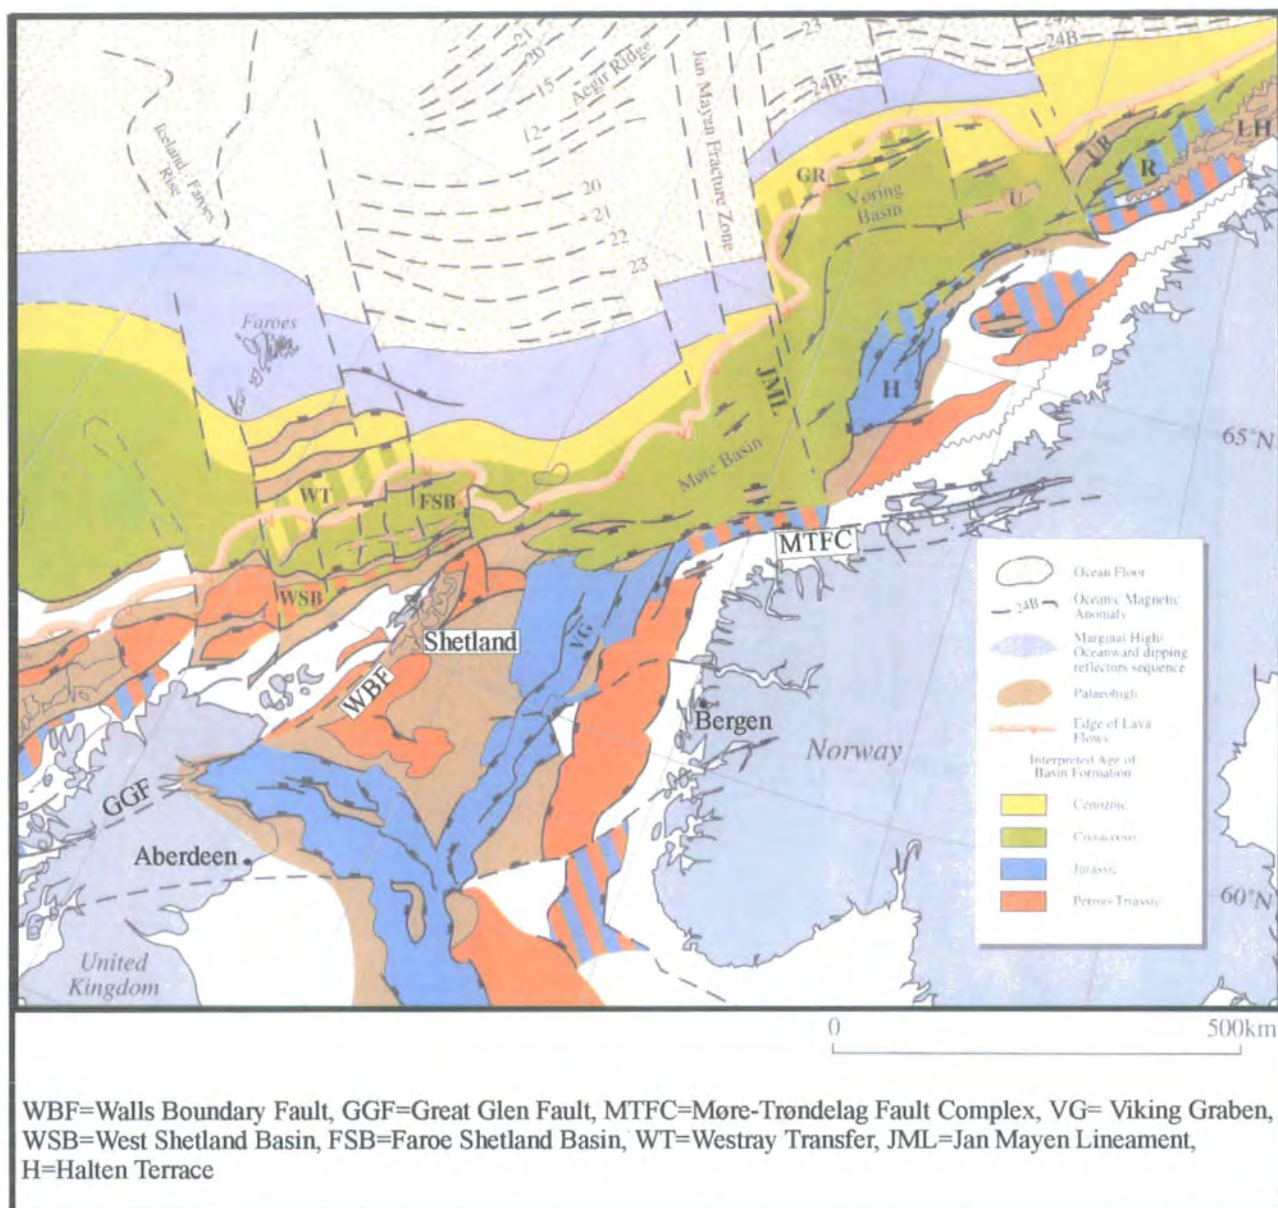 21
20
15
12
Aegir Ridge
Jan Mayen Fracture Zone
23
24B
24A
24B
Iceland - Faroes
Rise
20
21
22
23
Faroes
GR
Vøring
Basin
U
UR
R
LH
H
JML
Møre Basin
65°N
WT
FSB
WSB
MTFC
Shetland
WBF
VG
Bergen
Norway
GGF
Aberdeen
United
Kingdom
60°N
Ocean Floor
24B
Oceanic Magnetic
Anomaly
Marginal High/
Oceanward dipping
reflectors sequence
Palaeohigh
Edge of Lava
Flows
Interpreted Age of
Basin Formation
Cenozoic
Cretaceous
Jurassic
Permo-Triassic
0
500km
WBF=Walls Boundary Fault, GGF=Great Glen Fault, MTFC=Møre-Trøndelag Fault Complex, VG= Viking Graben,
WSB=West Shetland Basin, FSB=Faroe Shetland Basin, WT=Westray Transfer, JML=Jan Mayen Lineament,
H=Halten Terrace